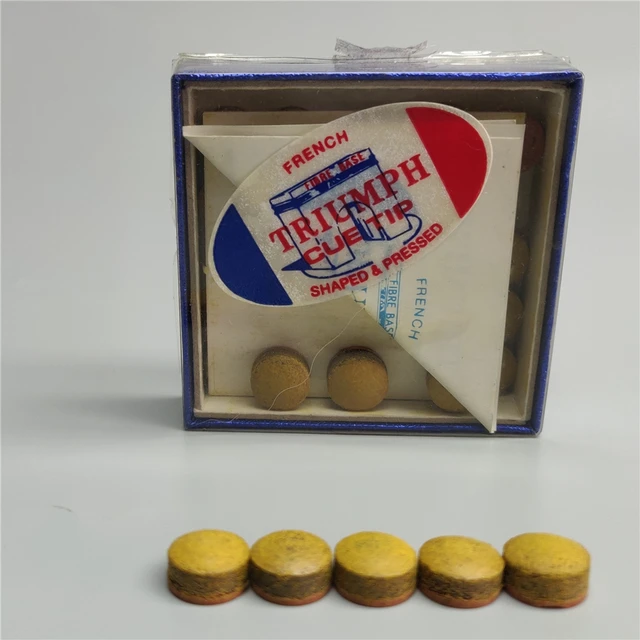 FRENCH
FIBRE BASE
TRIUMPH
CUE TIP
SHAPED & PRESSED
FRENCH
FIBRE BASE